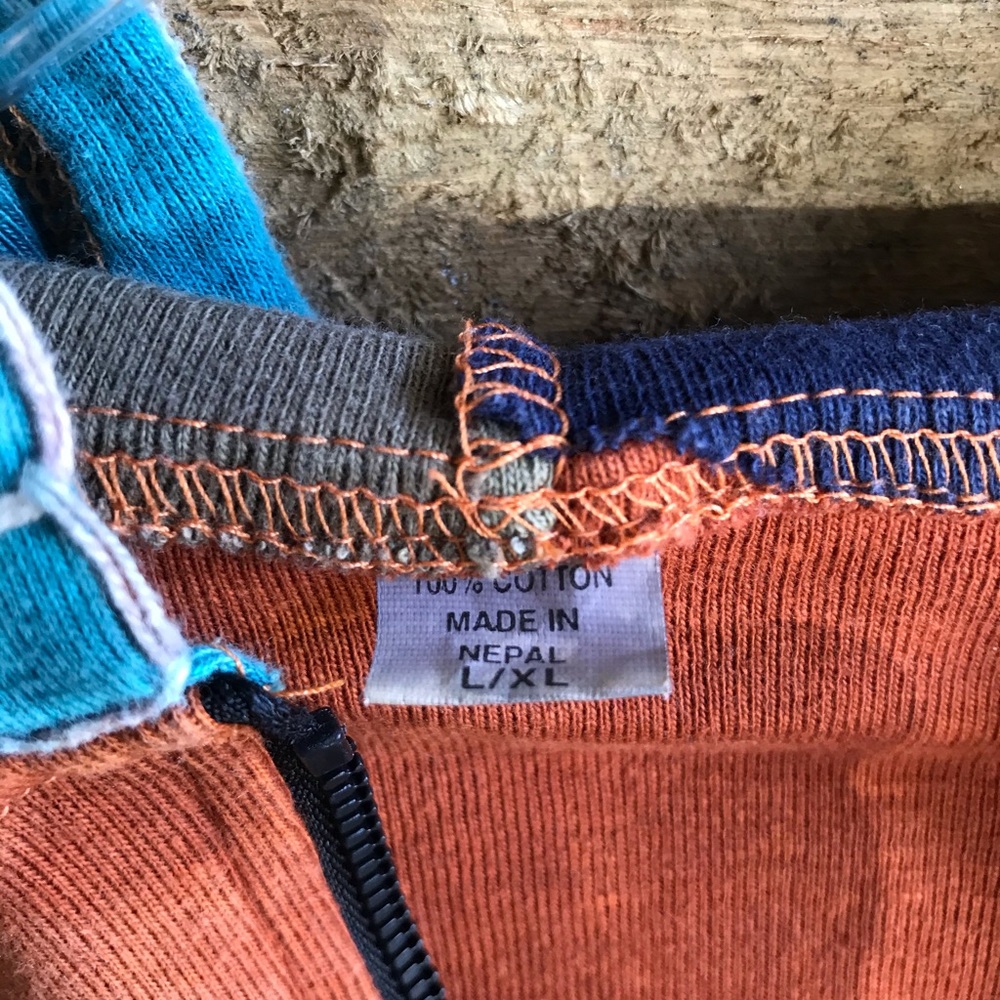 100% COTTON
MADE IN
NEPAL
L/XL